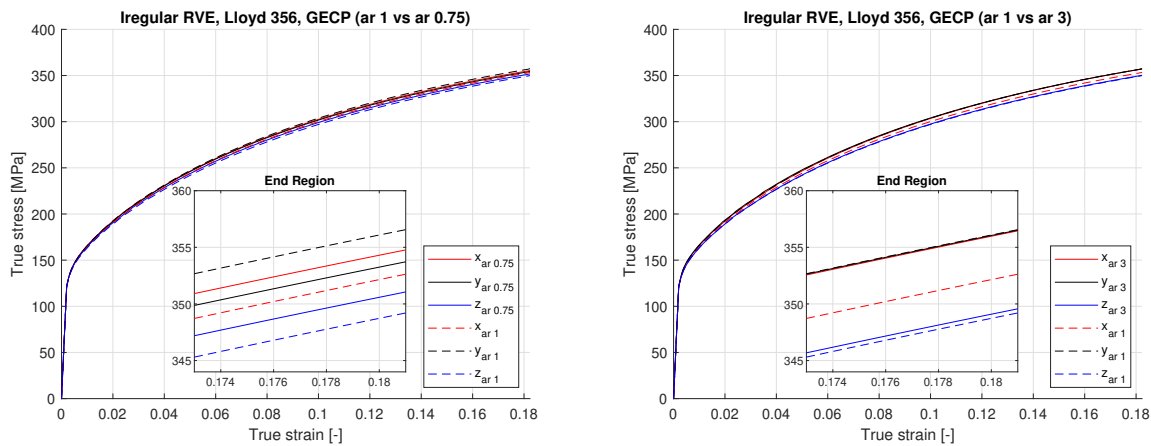 Iregular RVE, Lloyd 356, GECP (ar 1 vs ar 0.75)
400
350
300
250
200
150
100
50
0
True stress [MPa]
0 0.02 0.04 0.06 0.08 0.1 0.12 0.14 0.16 0.18
True strain [-]
End Region
360
355
350
345
0.174 0.176 0.178 0.18
x ar 0.75
y ar 0.75
z ar 0.75
x ar 1
y ar 1
z ar 1
Iregular RVE, Lloyd 356, GECP (ar 1 vs ar 3)
400
350
300
250
200
150
100
50
0
True stress [MPa]
0 0.02 0.04 0.06 0.08 0.1 0.12 0.14 0.16 0.18
True strain [-]
End Region
360
355
350
345
0.174 0.176 0.178 0.18
x ar 3
y ar 3
z ar 3
x ar 1
y ar 1
z ar 1